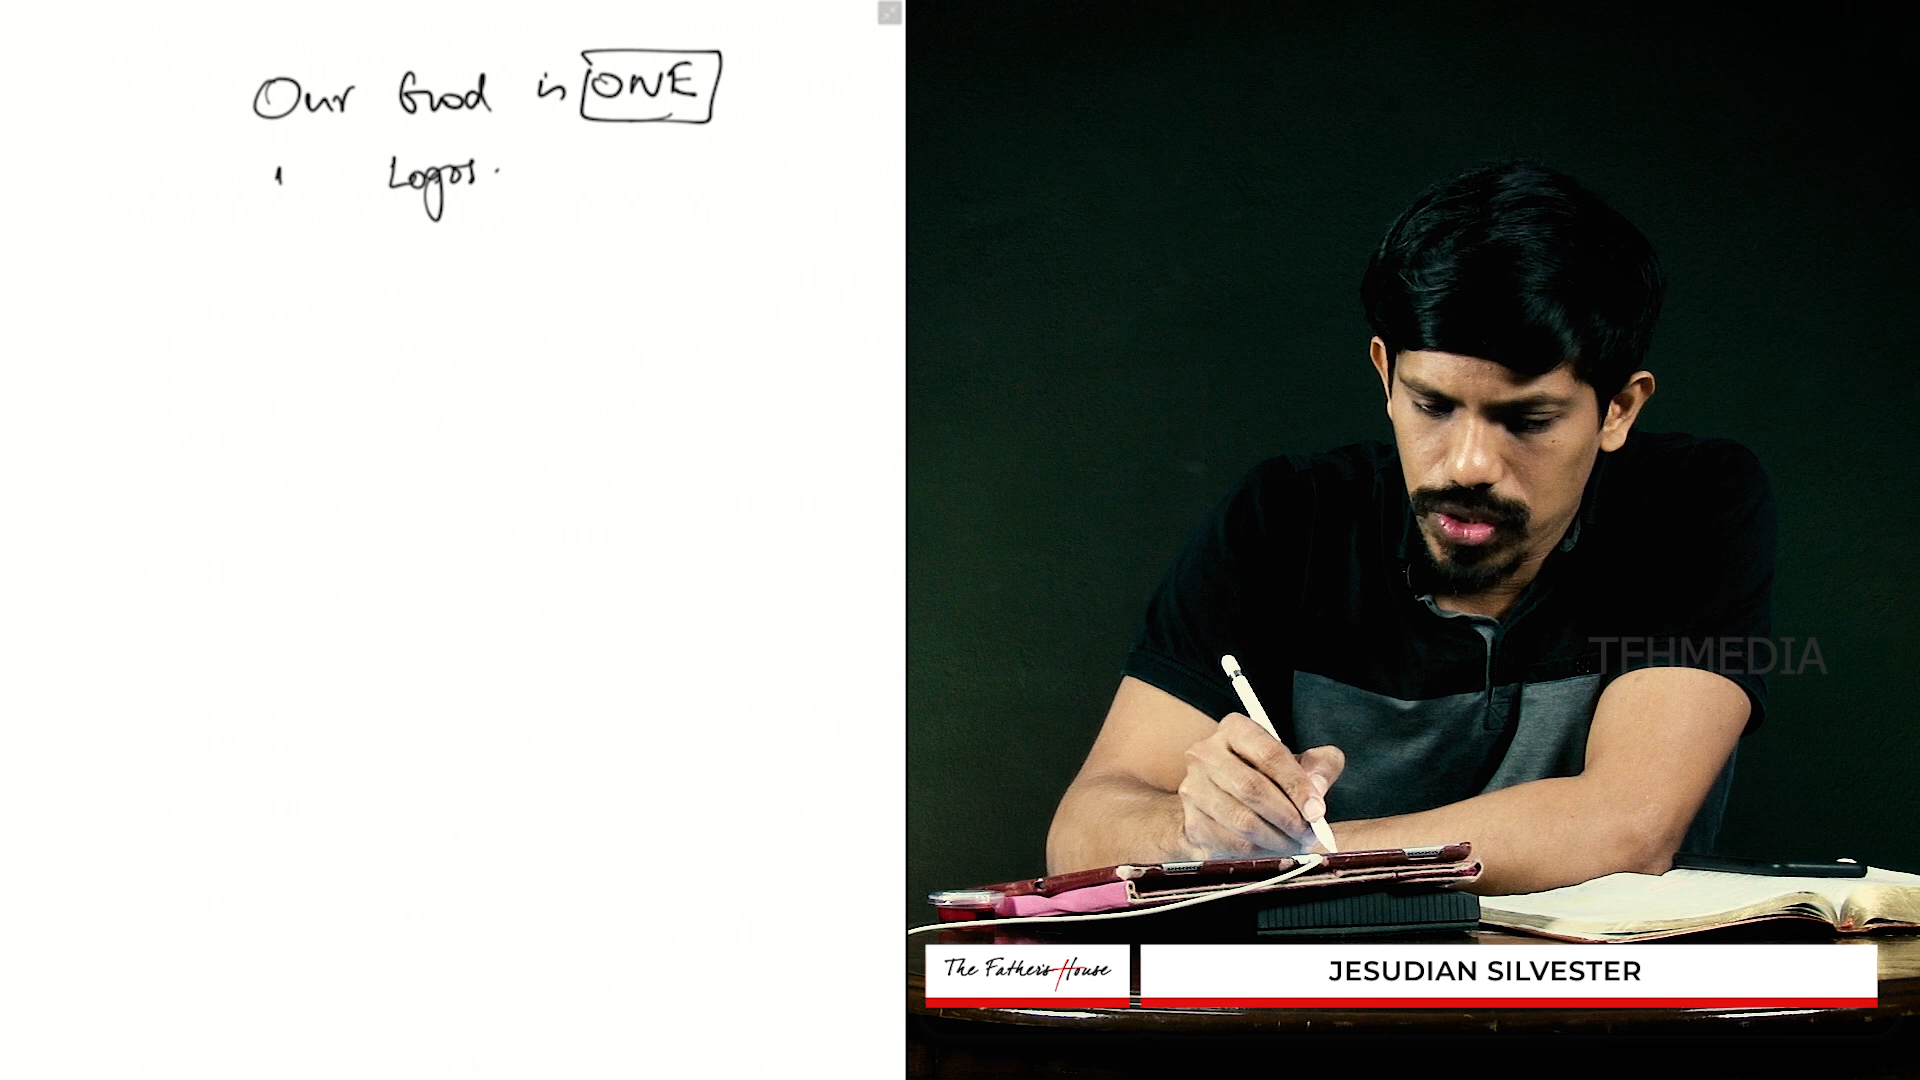 Our God is ONE
Logos.
TFHMEDIA
The Father's House
JESUDIAN SILVESTER